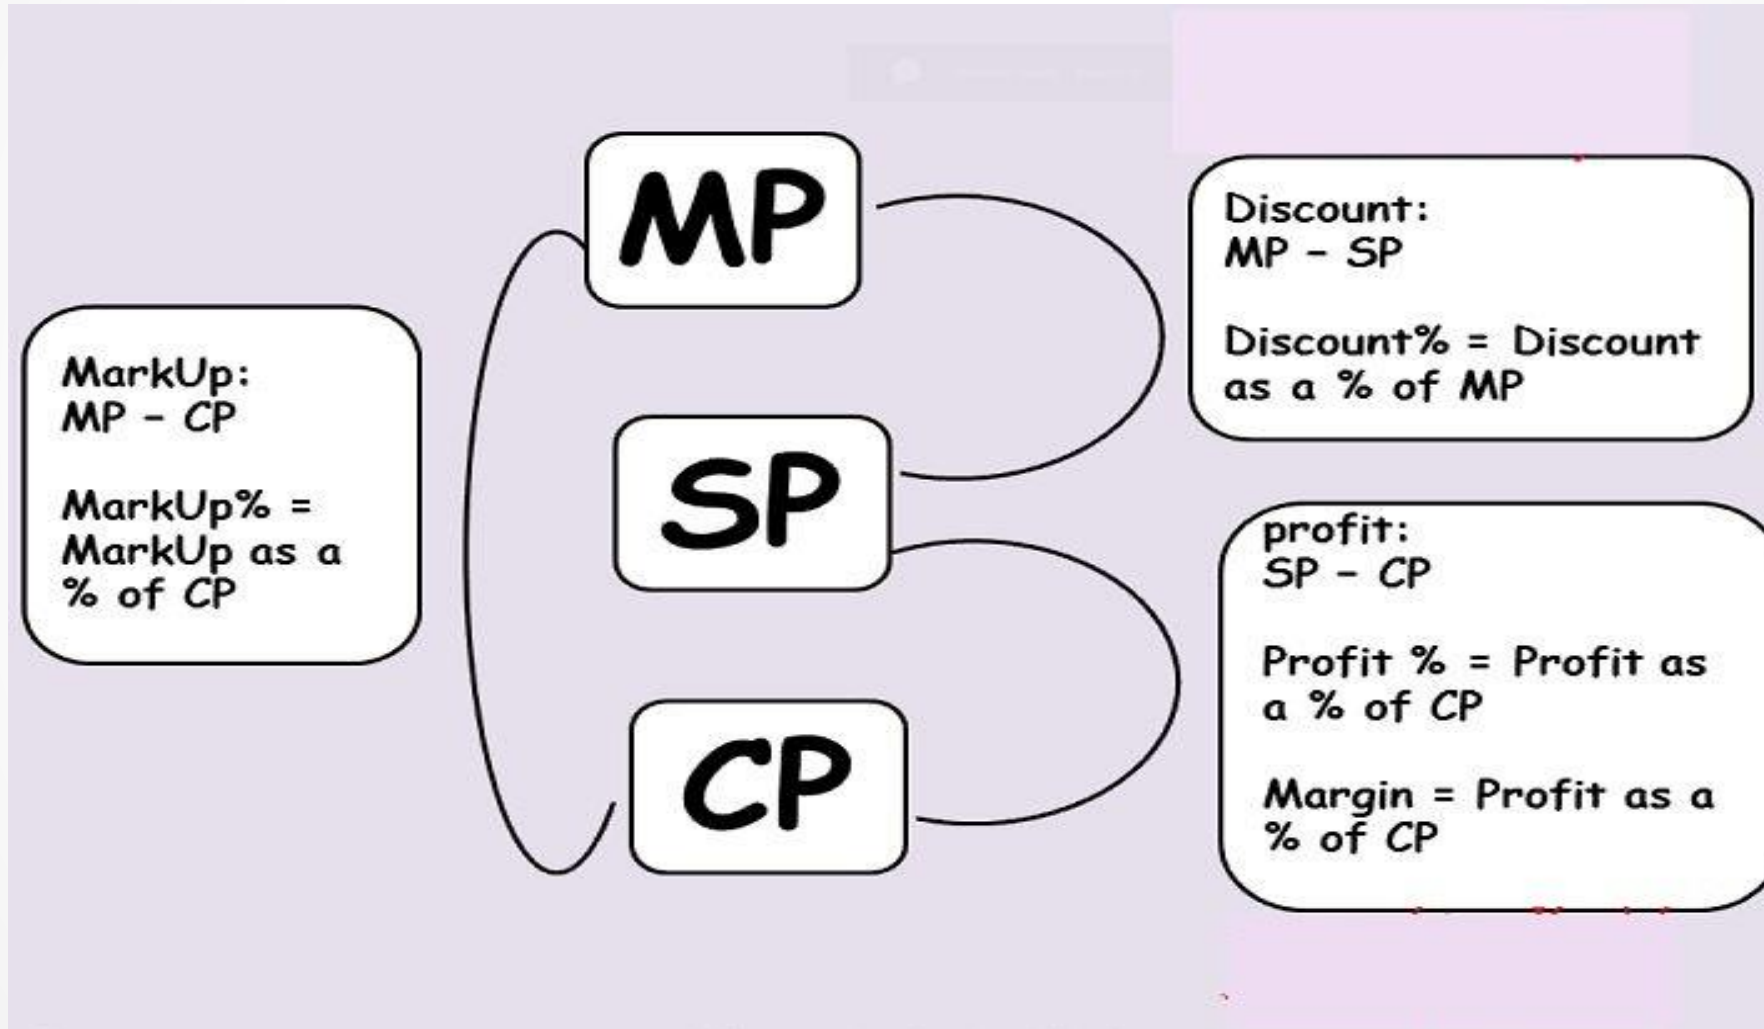 MP
SP
CP
MarkUp:
MP - CP
MarkUp% =
MarkUp as a
% of CP
Discount:
MP - SP
Discount% = Discount
as a % of MP
profit:
SP - CP
Profit % = Profit as
a % of CP
Margin = Profit as a
% of CP